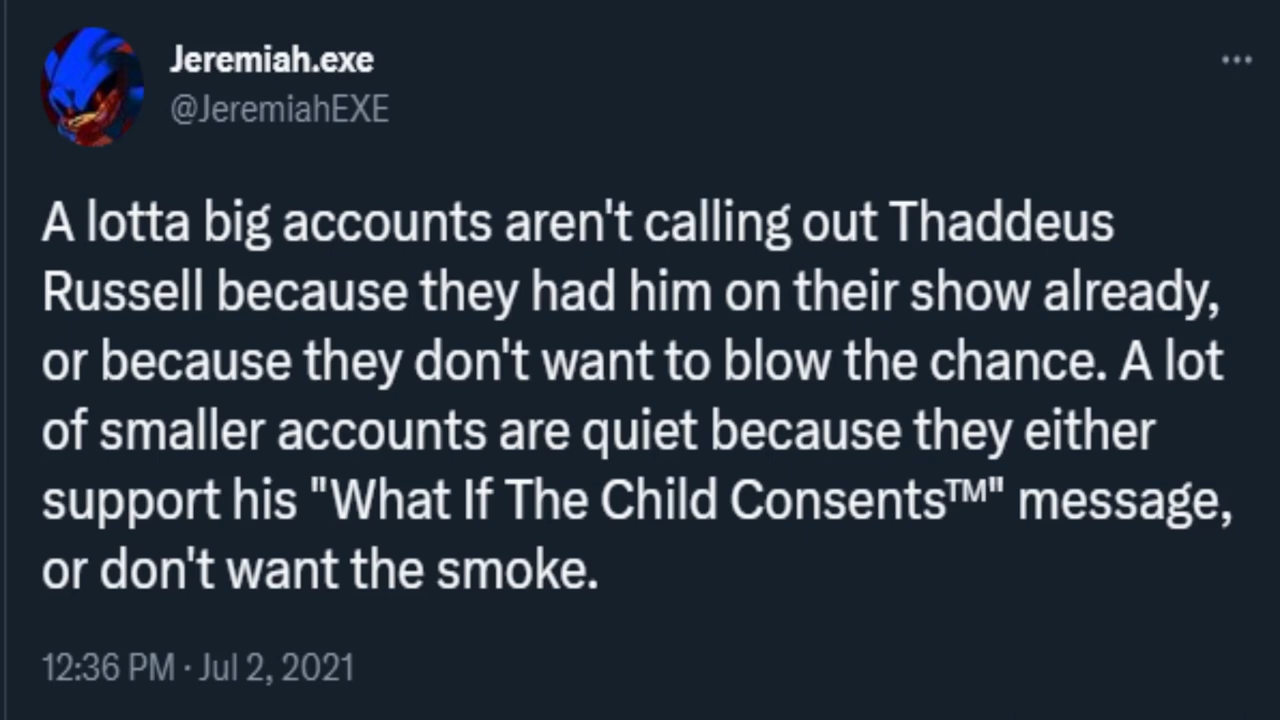 Jeremiah.exe
@JeremiahEXE
A lotta big accounts aren't calling out Thaddeus
Russell because they had him on their show already,
or because they don't want to blow the chance. A lot
of smaller accounts are quiet because they either
support his "What If The Child Consents™" message,
or don't want the smoke.
12:36 PM · Jul 2, 2021